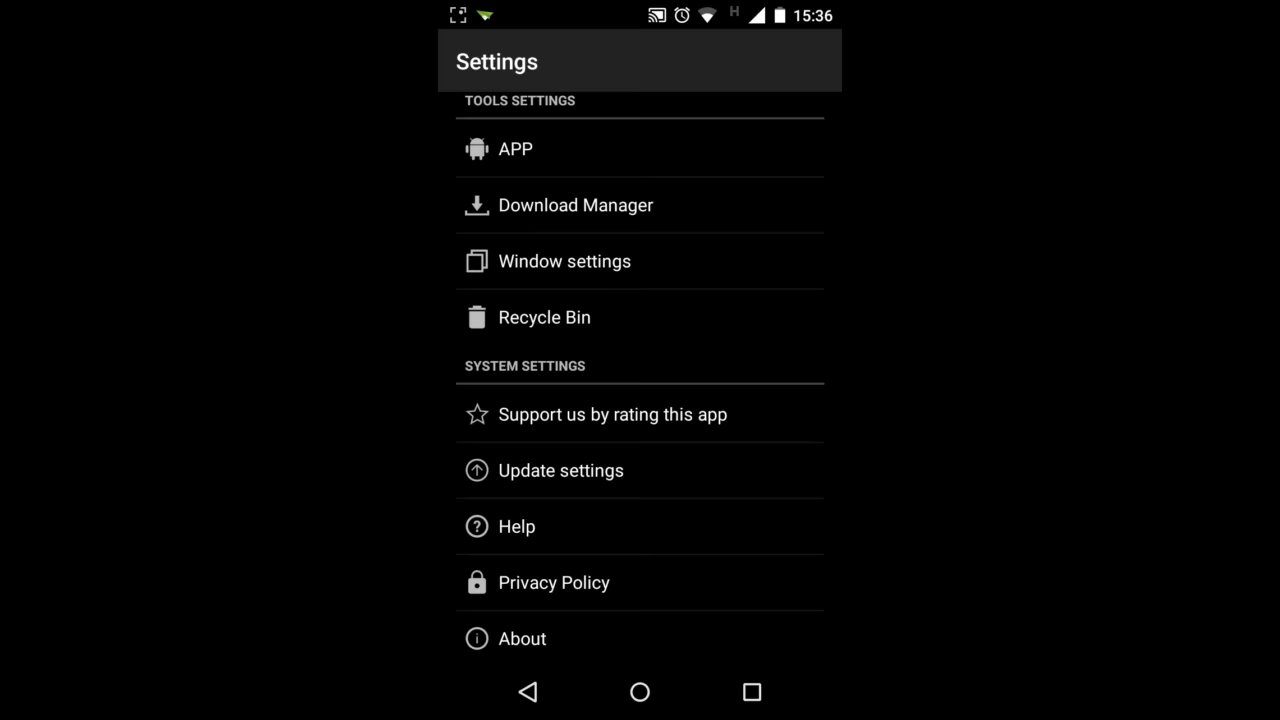 H 15:36
Settings
TOOLS SETTINGS
APP
Download Manager
Window settings
Recycle Bin
SYSTEM SETTINGS
Support us by rating this app
Update settings
Help
Privacy Policy
About